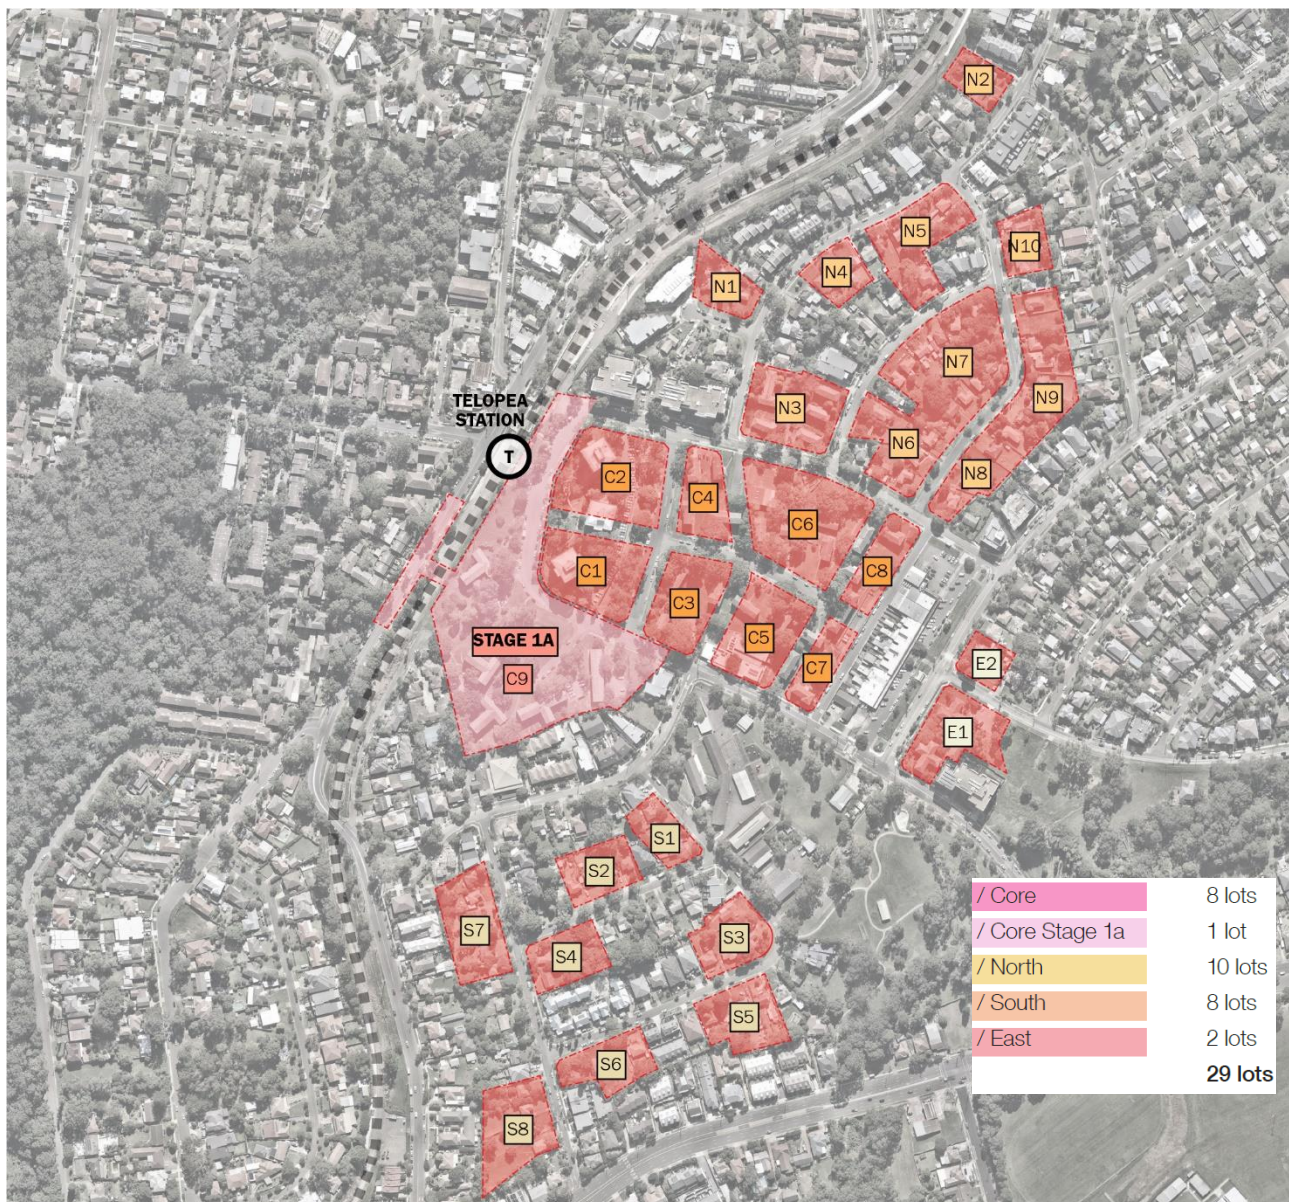 N2
N5
N10
N4
N1
N7
TELOPEA
STATION
N9
N3
T
N6
N8
C2
C4
C6
C1
C8
C3
STAGE 1A
C5
E2
C7
C9
E1
S1
S2
S7
S3
S4
S5
S6
S8
/ Core 8 lots
/ Core Stage 1a 1 lot
/ North 10 lots
/ South 8 lots
/ East 2 lots
29 lots